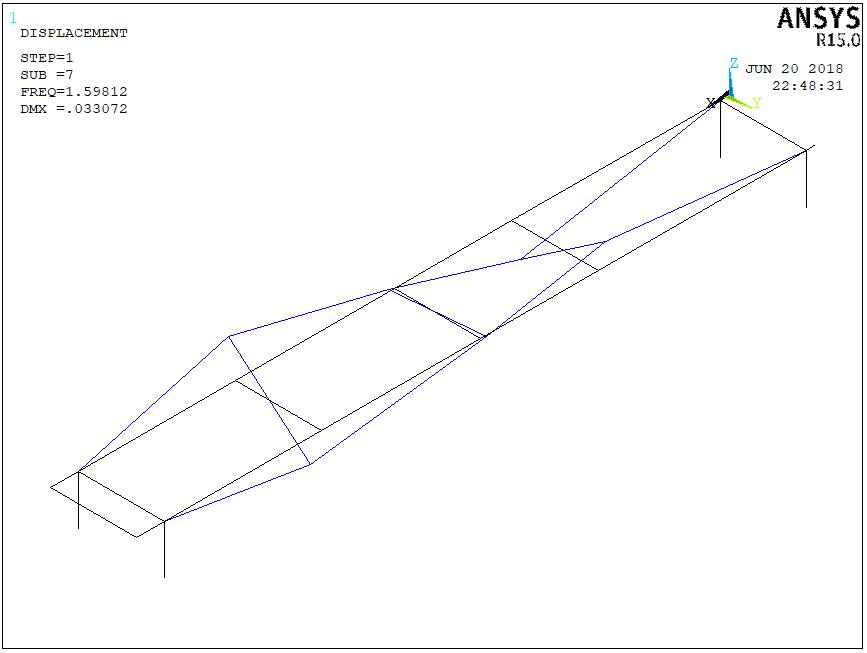 1
DISPLACEMENT
STEP=1
SUB =7
FREQ=1.59812
DMX =.033072
ANSYS
R15.0
JUN 20 2018
22:48:31
Z
X
Y